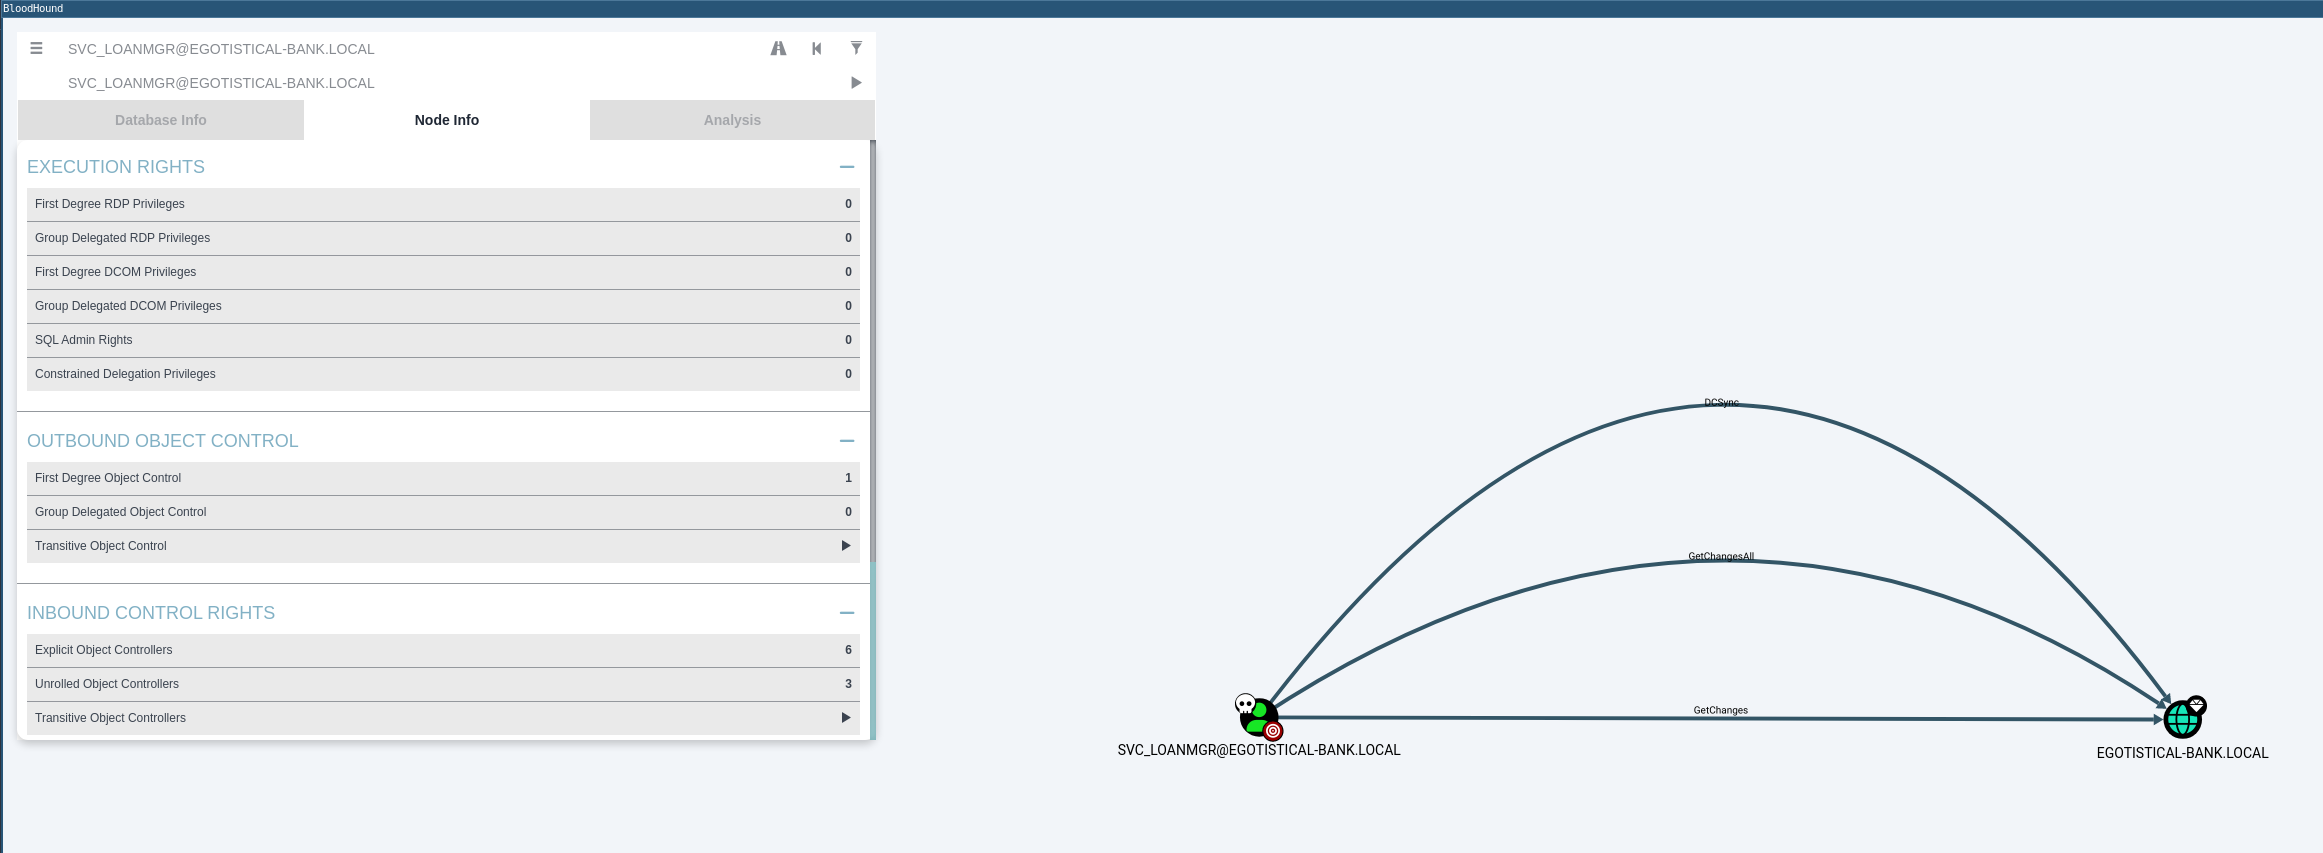 BloodHound
SVC_LOANMGR@EGOTISTICAL-BANK.LOCAL
SVC_LOANMGR@EGOTISTICAL-BANK.LOCAL
Database Info Node Info Analysis
EXECUTION RIGHTS
First Degree RDP Privileges 0
Group Delegated RDP Privileges 0
First Degree DCOM Privileges 0
Group Delegated DCOM Privileges 0
SQL Admin Rights 0
Constrained Delegation Privileges 0
OUTBOUND OBJECT CONTROL
First Degree Object Control 1
Group Delegated Object Control 0
Transitive Object Control
INBOUND CONTROL RIGHTS
Explicit Object Controllers 6
Unrolled Object Controllers 3
Transitive Object Controllers
DCSync
GetChangesAll
GetChanges
SVC_LOANMGR@EGOTISTICAL-BANK.LOCAL
EGOTISTICAL-BANK.LOCAL